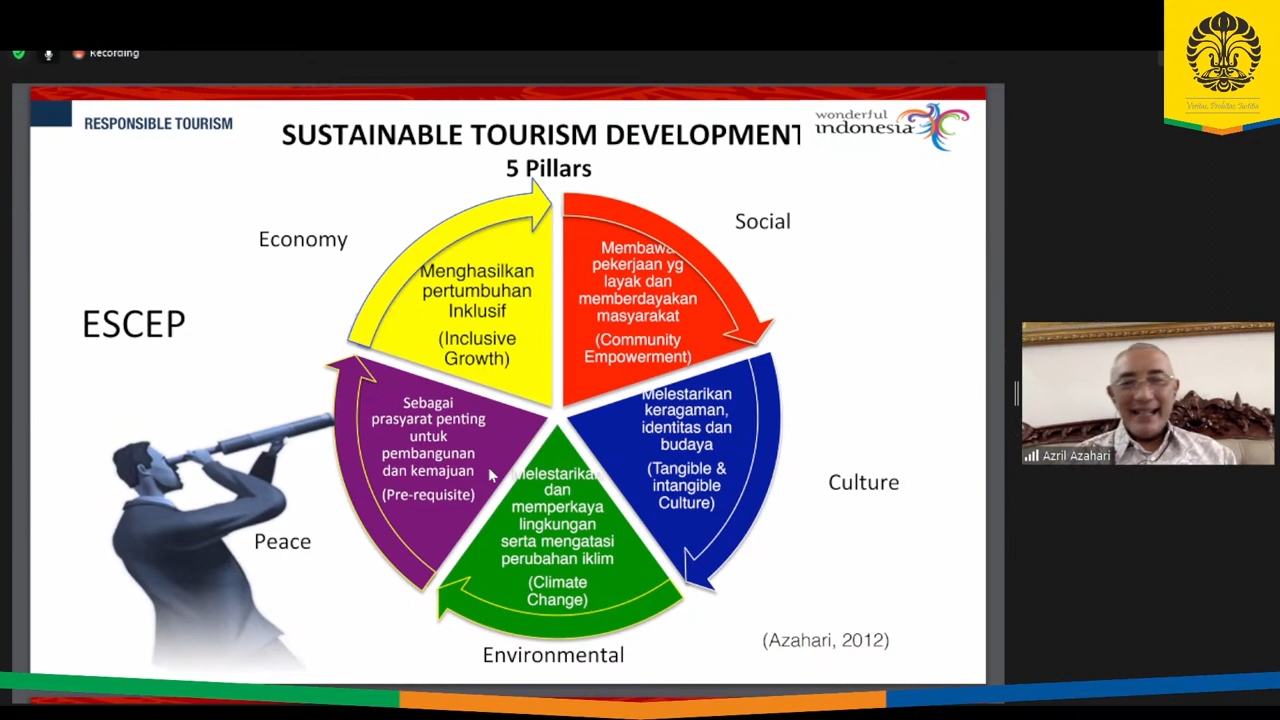 Recording
Veritas, Probitas, Iustitia
RESPONSIBLE TOURISM
SUSTAINABLE TOURISM DEVELOPMENT
5 Pillars
wonderful
indonesia
Economy
Social
ESCEP
Menghasilkan
pertumbuhan
Inklusif
(Inclusive
Growth)
Membawa
pekerjaan yg
layak dan
memberdayakan
masyarakat
(Community
Empowerment)
Melestarikan
keragaman,
identitas dan
budaya
(Tangible &
intangible
Culture)
Culture
Melestarikan
dan
memperkaya
lingkungan
serta mengatasi
perubahan iklim
(Climate
Change)
Environmental
Sebagai
prasyarat penting
untuk
pembangunan
dan kemajuan
(Pre-requisite)
Peace
(Azahari, 2012)
Azril Azahari